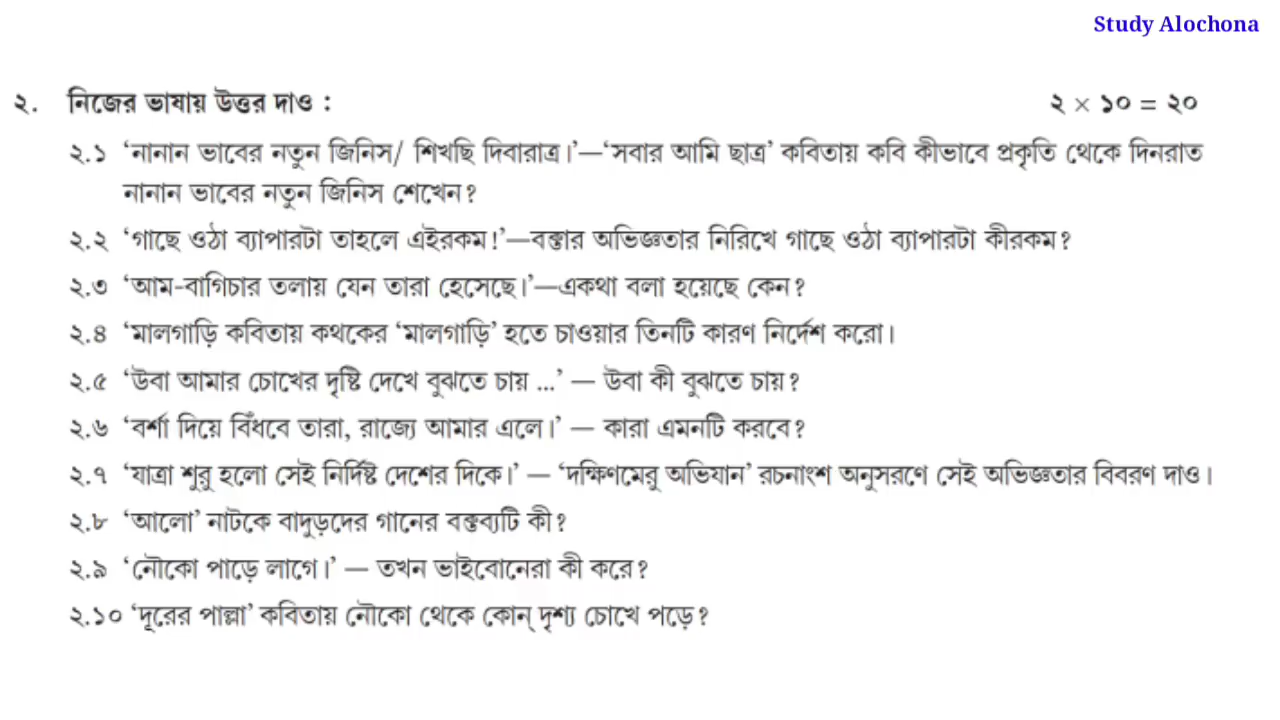 Study Alochona
২. নিজের ভাষায় উত্তর দাও : ২ × ১০ = ২০
২.১ ‘নানান ভাবের নতুন জিনিস/ শিখছি দিবারাত্র।’—‘সবার আমি ছাত্র’ কবিতায় কবি কীভাবে প্রকৃতি থেকে দিনরাত
নানান ভাবের নতুন জিনিস শেখেন?
২.২ ‘গাছে ওঠা ব্যাপারটা তাহলে এইরকম!’—বক্তার অভিজ্ঞতার নিরিখে গাছে ওঠা ব্যাপারটা কীরকম?
২.৩ ‘আম-বাগিচার তলায় যেন তারা হেসেছে।’—একথা বলা হয়েছে কেন?
২.৪ ‘মালগাড়ি কবিতায় কথকের ‘মালগাড়ি’ হতে চাওয়ার তিনটি কারণ নির্দেশ করো।
২.৫ ‘উবা আমার চোখের দৃষ্টি দেখে বুঝতে চায় ...’ — উবা কী বুঝতে চায়?
২.৬ ‘বর্শা দিয়ে বিঁধবে তারা, রাজ্যে আমার এলে।’ — কারা এমনটি করবে?
২.৭ ‘যাত্রা শুরু হলো সেই নির্দিষ্ট দেশের দিকে।’ — ‘দক্ষিণমেরু অভিযান’ রচনাংশ অনুসরণে সেই অভিজ্ঞতার বিবরণ দাও।
২.৮ ‘আলো’ নাটকে বাদুড়দের গানের বক্তব্যটি কী?
২.৯ ‘নৌকো পাড়ে লাগে।’ — তখন ভাইবোনেরা কী করে?
২.১০ ‘দূরের পাল্লা’ কবিতায় নৌকো থেকে কোন্ দৃশ্য চোখে পড়ে?